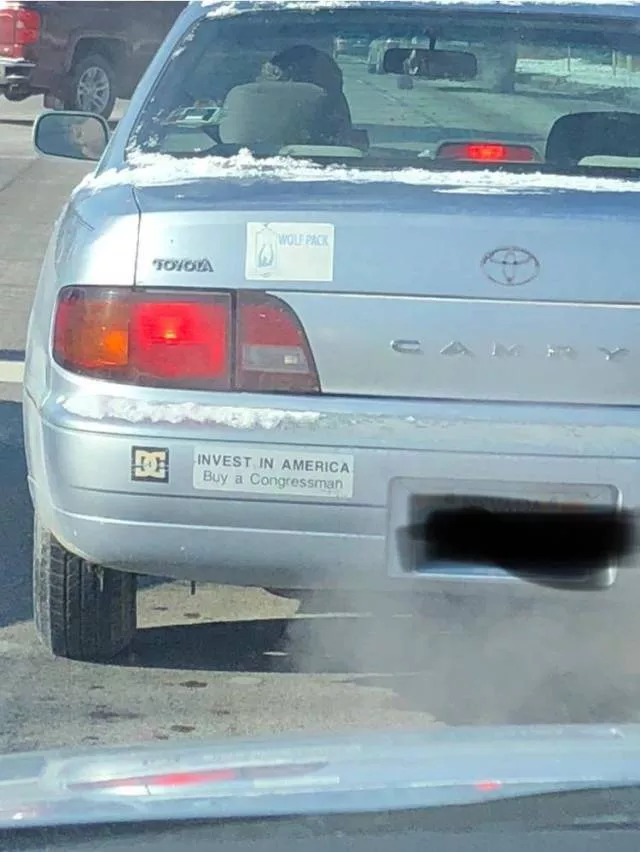 WOLF PACK
TOYOTA
CAMRY
DC
INVEST IN AMERICA
Buy a Congressman